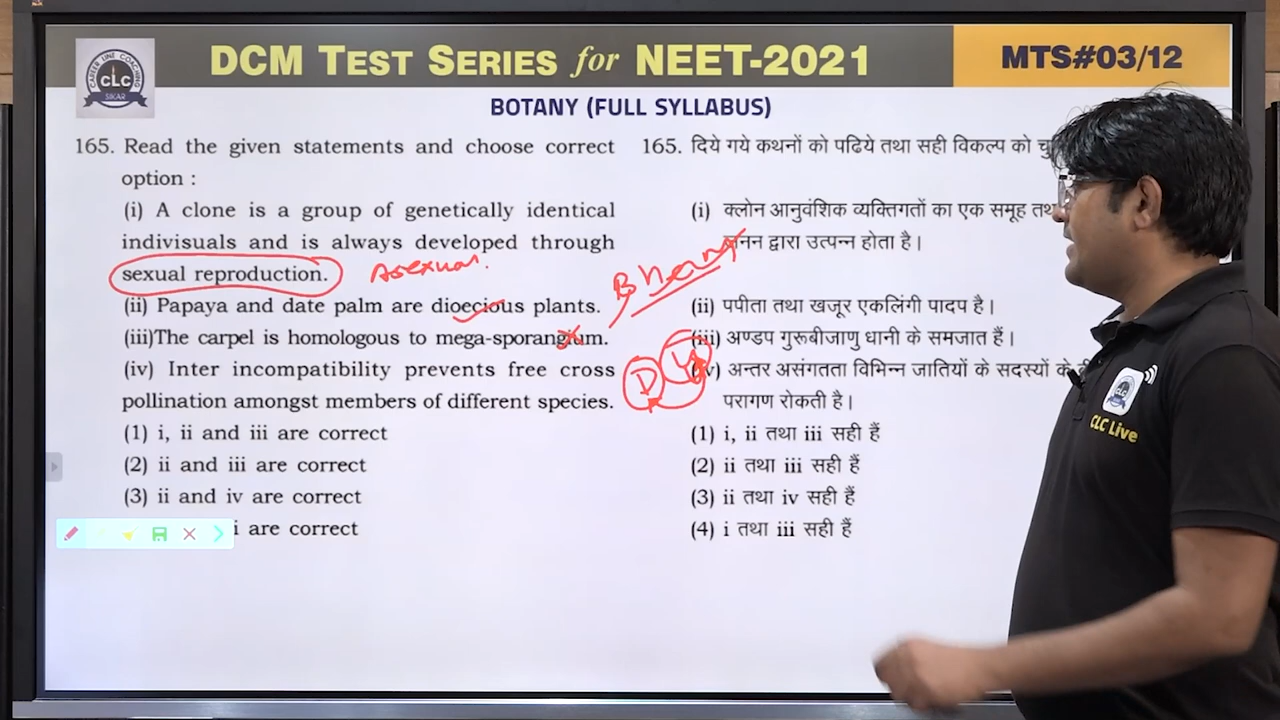 DCM TEST SERIES for NEET-2021
MTS#03/12
CAREER LINE COACHING
CLC
SIKAR
BOTANY (FULL SYLLABUS)
165. Read the given statements and choose correct
option :
(i) A clone is a group of genetically identical
indivisuals and is always developed through
sexual reproduction.
Asexual.
(ii) Papaya and date palm are dioecious plants.
(iii)The carpel is homologous to mega-sporangium.
(iv) Inter incompatibility prevents free cross
pollination amongst members of different species.
(1) i, ii and iii are correct
(2) ii and iii are correct
(3) ii and iv are correct
i are correct
165. दिये गये कथनों को पढिये तथा सही विकल्प को
(i) क्लोन आनुवंशिक व्यक्तिगतों का एक समूह
द्वारा उत्पन्न होता है।
(ii) पपीता तथा खजूर एकलिंगी पादप है।
(iii) अण्डप गुरूबीजाणु धानी के समजात हैं।
अन्तर असंगतता विभिन्न जातियों के सदस्यों के
परागण रोकती है।
D
(1) i, ii तथा iii सही हैं
(2) ii तथा iii सही हैं
(3) ii तथा iv सही हैं
(4) i तथा iii सही हैं
CLC Live